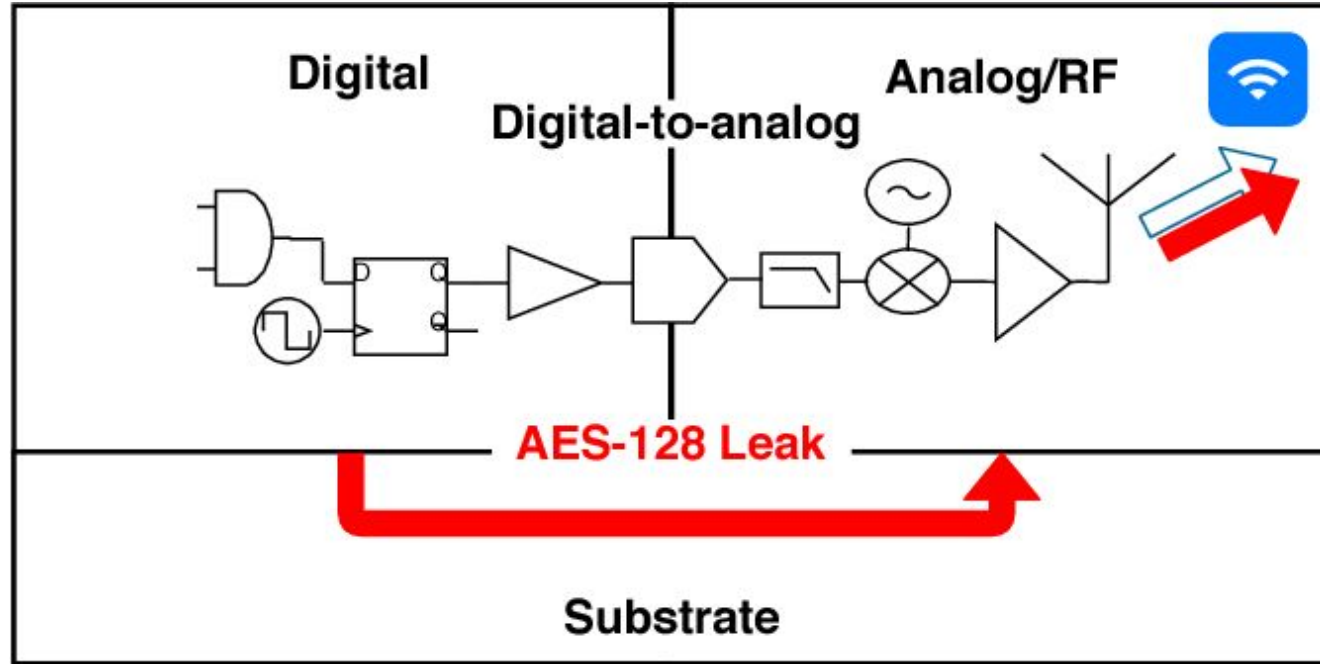 Digital
Analog/RF
Digital-to-analog
D
Q
Q
AES-128 Leak
Substrate